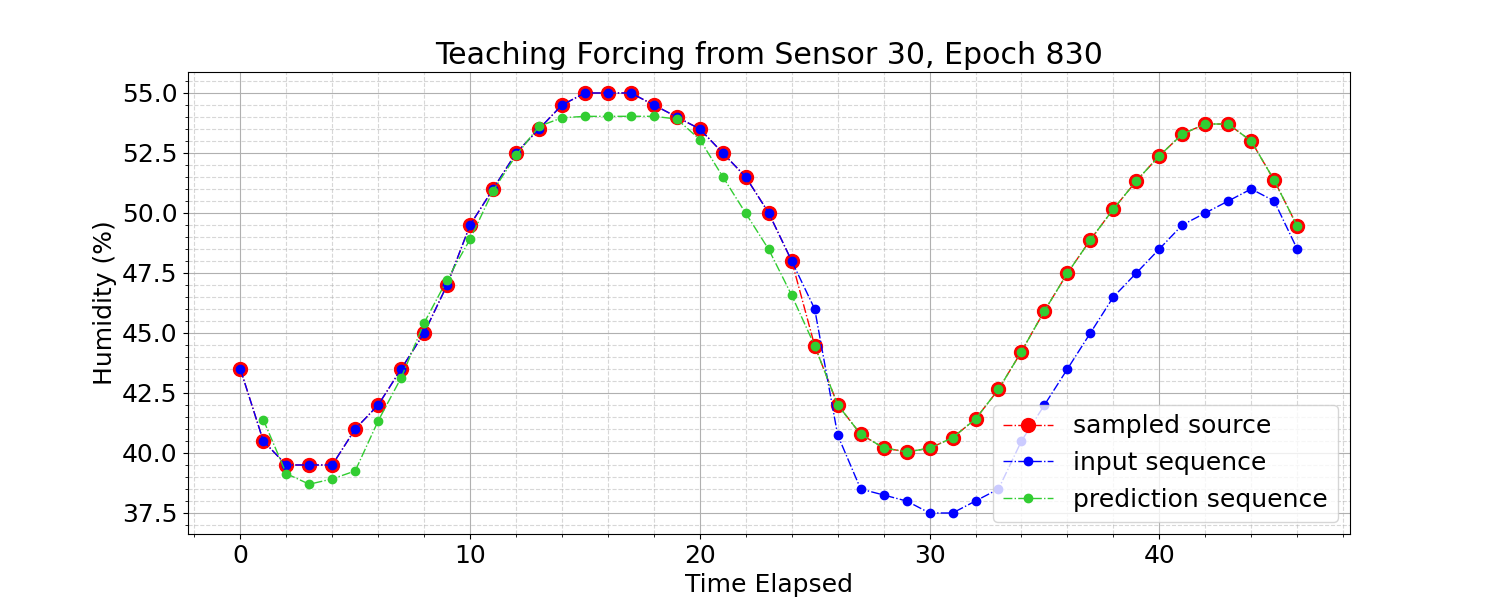 Teaching Forcing from Sensor 30, Epoch 830
55.0
52.5
50.0
47.5
45.0
42.5
40.0
37.5
Humidity (%)
sampled source
input sequence
prediction sequence
0 10 20 30 40
Time Elapsed